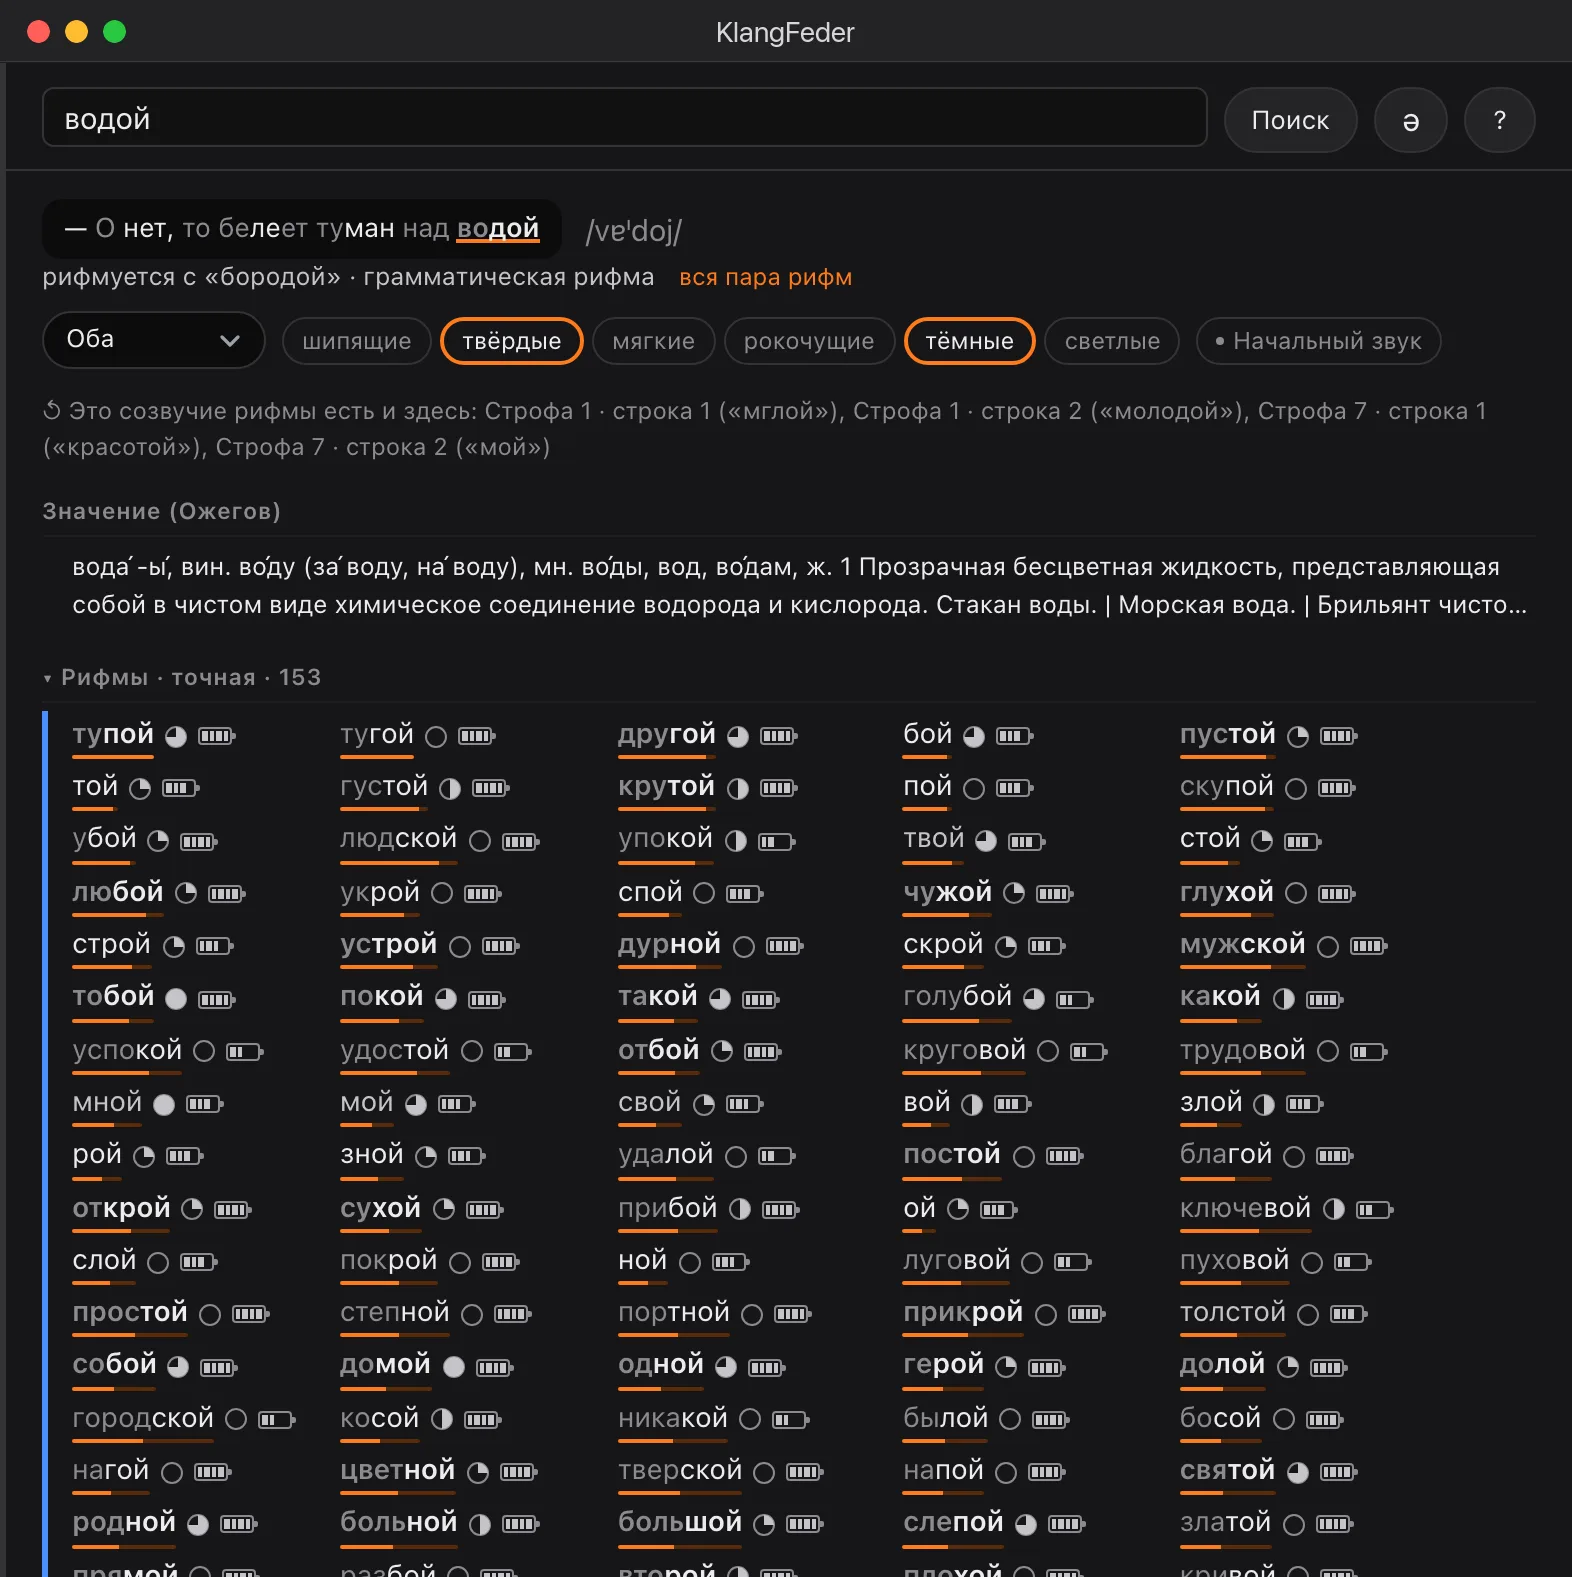 KlangFeder
водой Поиск ə ?
— О нет, то белеет туман над водой /vɐˈdoj/
рифмуется с «бородой» · грамматическая рифма вся пара рифм
Оба шипящие твёрдые мягкие рокочущие тёмные светлые • Начальный звук
Это созвучие рифмы есть и здесь: Строфа 1 · строка 1 («мглой»), Строфа 1 · строка 2 («молодой»), Строфа 7 · строка 1
(«красотой»), Строфа 7 · строка 2 («мой»)
Значение (Ожегов)
вода́ -ы́, вин. во́ду (за́ воду, на́ воду), мн. во́ды, вод, во́дам, ж. 1 Прозрачная бесцветная жидкость, представляющая
собой в чистом виде химическое соединение водорода и кислорода. Стакан воды. | Морская вода. | Брильянт чисто...
Рифмы · точная · 153
тупой тугой другой бой пустой
той густой крутой пой скупой
убой людской упокой твой стой
любой укрой спой чужой глухой
строй устрой дурной скрой мужской
тобой покой такой голубой какой
успокой удостой отбой круговой трудовой
мной мой свой вой злой
рой зной удалой постой благой
открой сухой прибой ой ключевой
слой покрой ной луговой пуховой
простой степной портной прикрой толстой
собой домой одной герой долой
городской косой никакой былой босой
нагой цветной тверской напой святой
родной больной большой слепой златой
прямой разбой второй плохой кривой